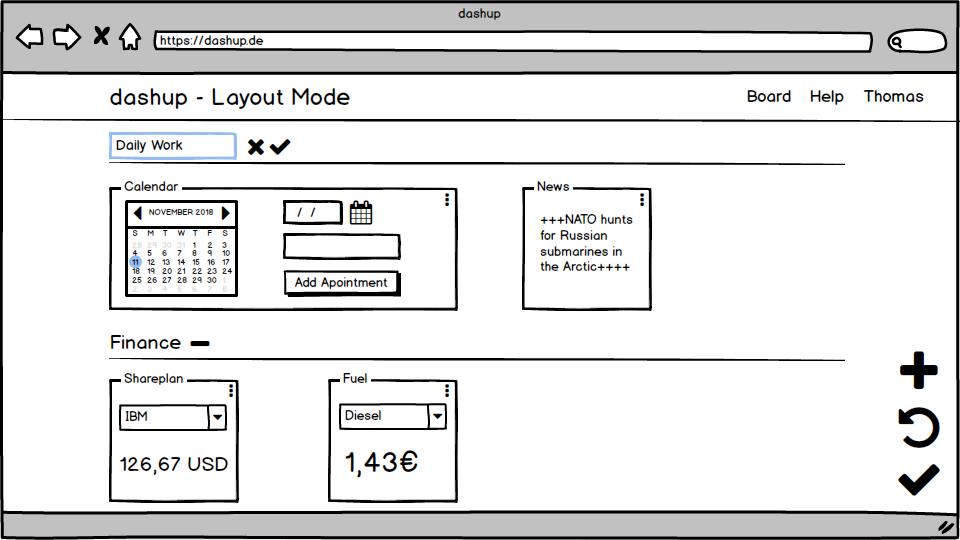 dashup
https://dashup.de
dashup - Layout Mode
Board Help Thomas
Daily Work
Calendar
NOVEMBER 2018
S M T W T F S
28 29 30 31 1 2 3
4 5 6 7 8 9 10
11 12 13 14 15 16 17
18 19 20 21 22 23 24
25 26 27 28 29 30 1
2 3 4 5 6 7 8
/ /
Add Apointment
News
+++NATO hunts
for Russian
submarines in
the Arctic++++
Finance
Shareplan
IBM
126,67 USD
Fuel
Diesel
1,43€